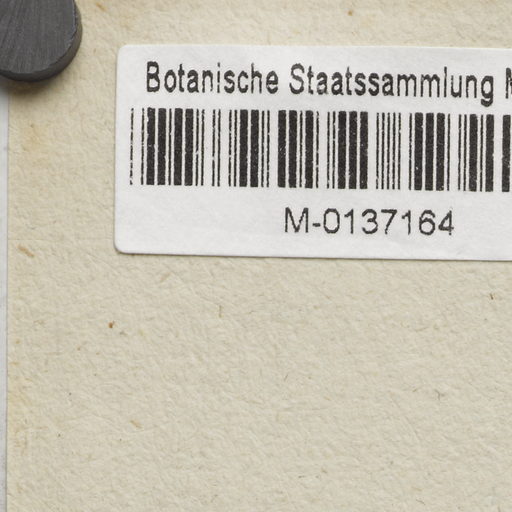 Botanische Staatssammlung
M-0137164